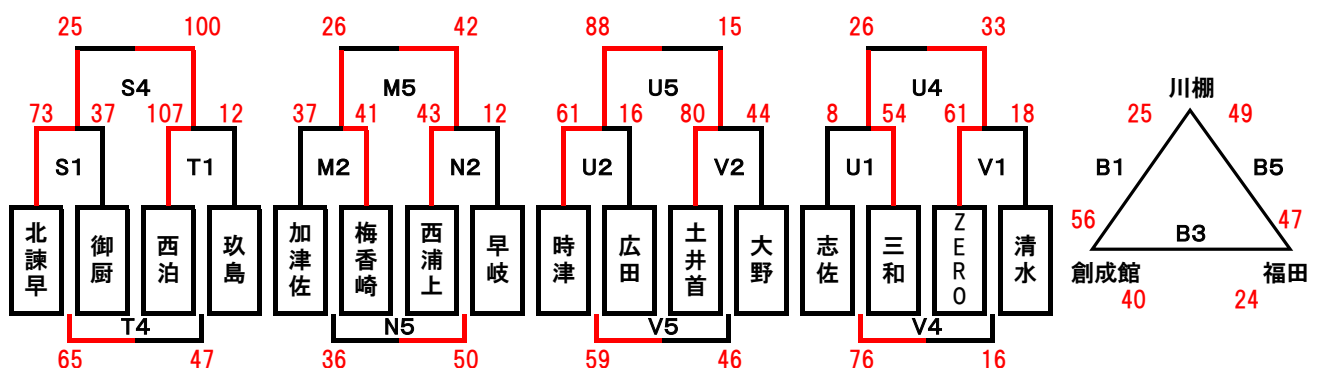 25 100 26 42 88 15 26 33
S4 M5 U5 U4 川棚
73 37 107 12 37 41 43 12 61 16 80 44 8 54 61 18 25 49
S1 T1 M2 N2 U2 V2 U1 V1 B1 B5
北諫早 御厨 西泊 玖島 加津佐 梅香崎 西浦上 早岐 時津 広田 土井首 大野 志佐 三和 ZERO 清水
56 B3 47
創成館 福田
40 24
T4 N5 V5 V4
65 47 36 50 59 46 76 16